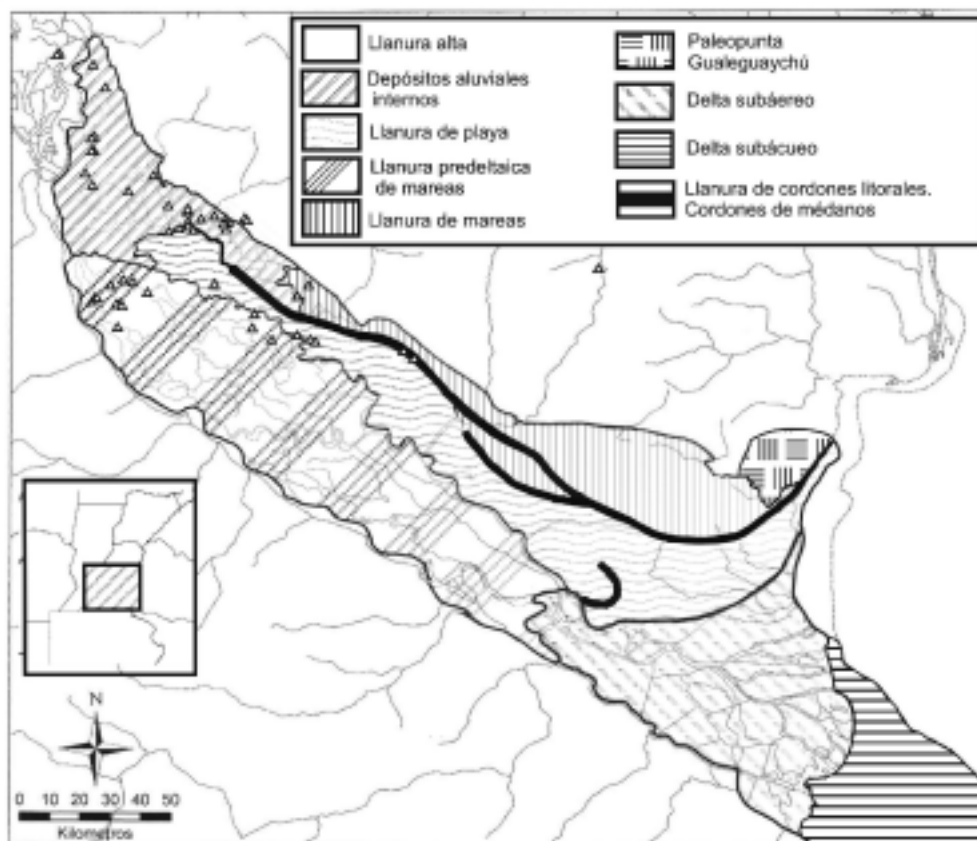 Llanura alta
Depósitos aluviales
internos
Llanura de playa
Llanura predeltaica
de mareas
Llanura de mareas
Paleopunta
Gualeguaychú
Delta subáereo
Delta subácueo
Llanura de cordones litorales.
Cordones de médanos
N
0 10 20 30 40 50
Kilometros